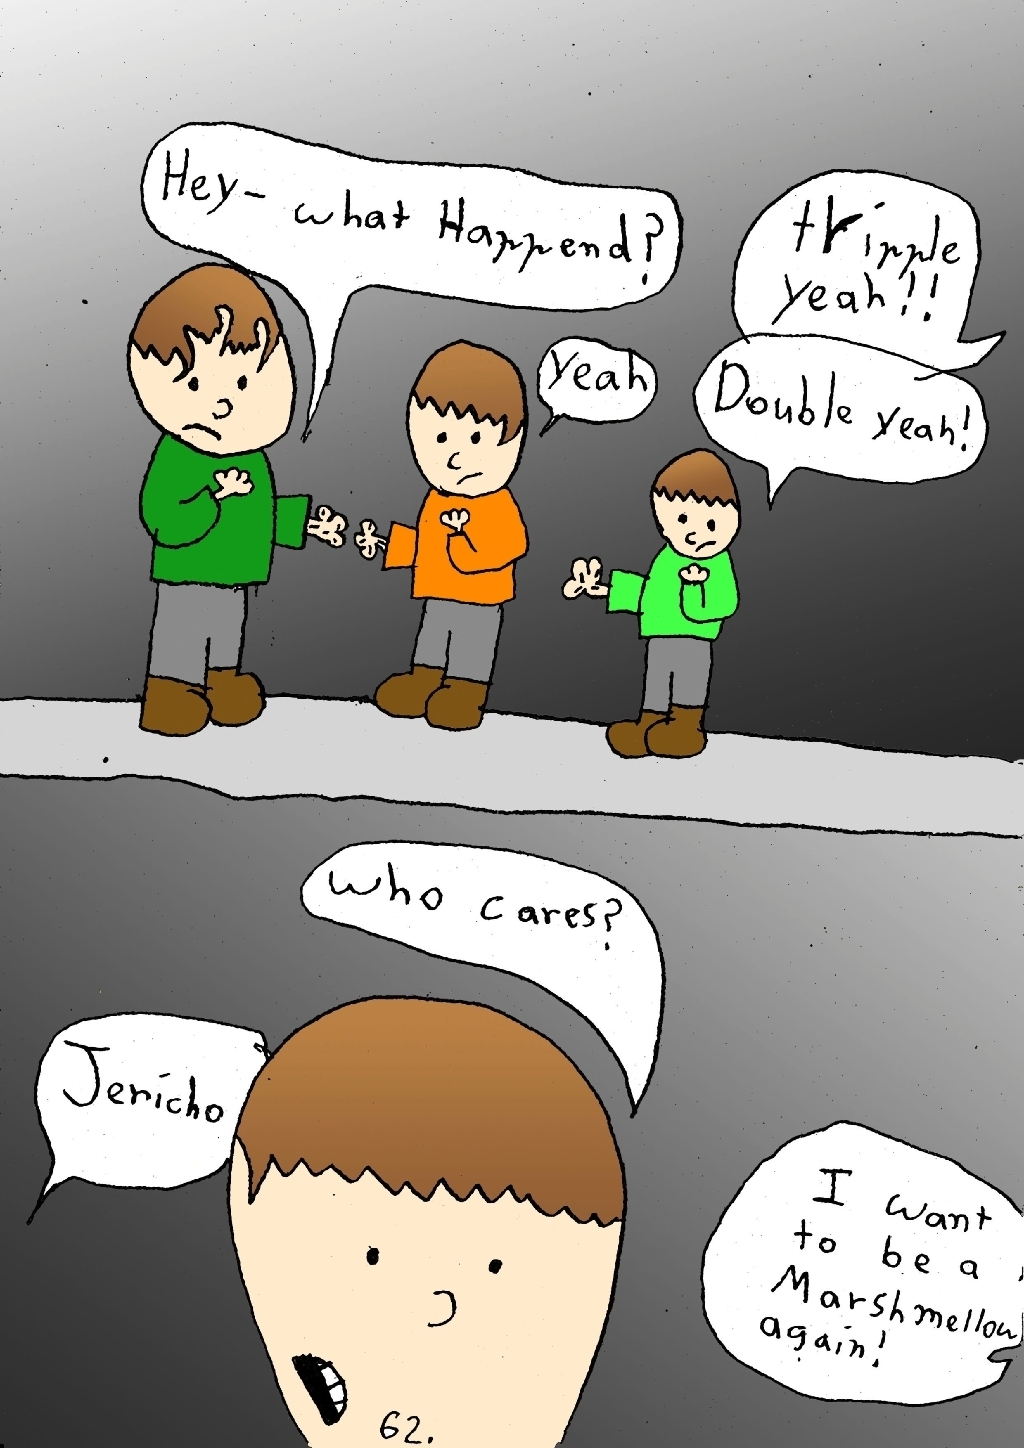 Hey- what Happend?
tripple
yeah!!
yeah
Double yeah!
who cares?
Jericho
I want
to be a
Marshmellow
again!
62.